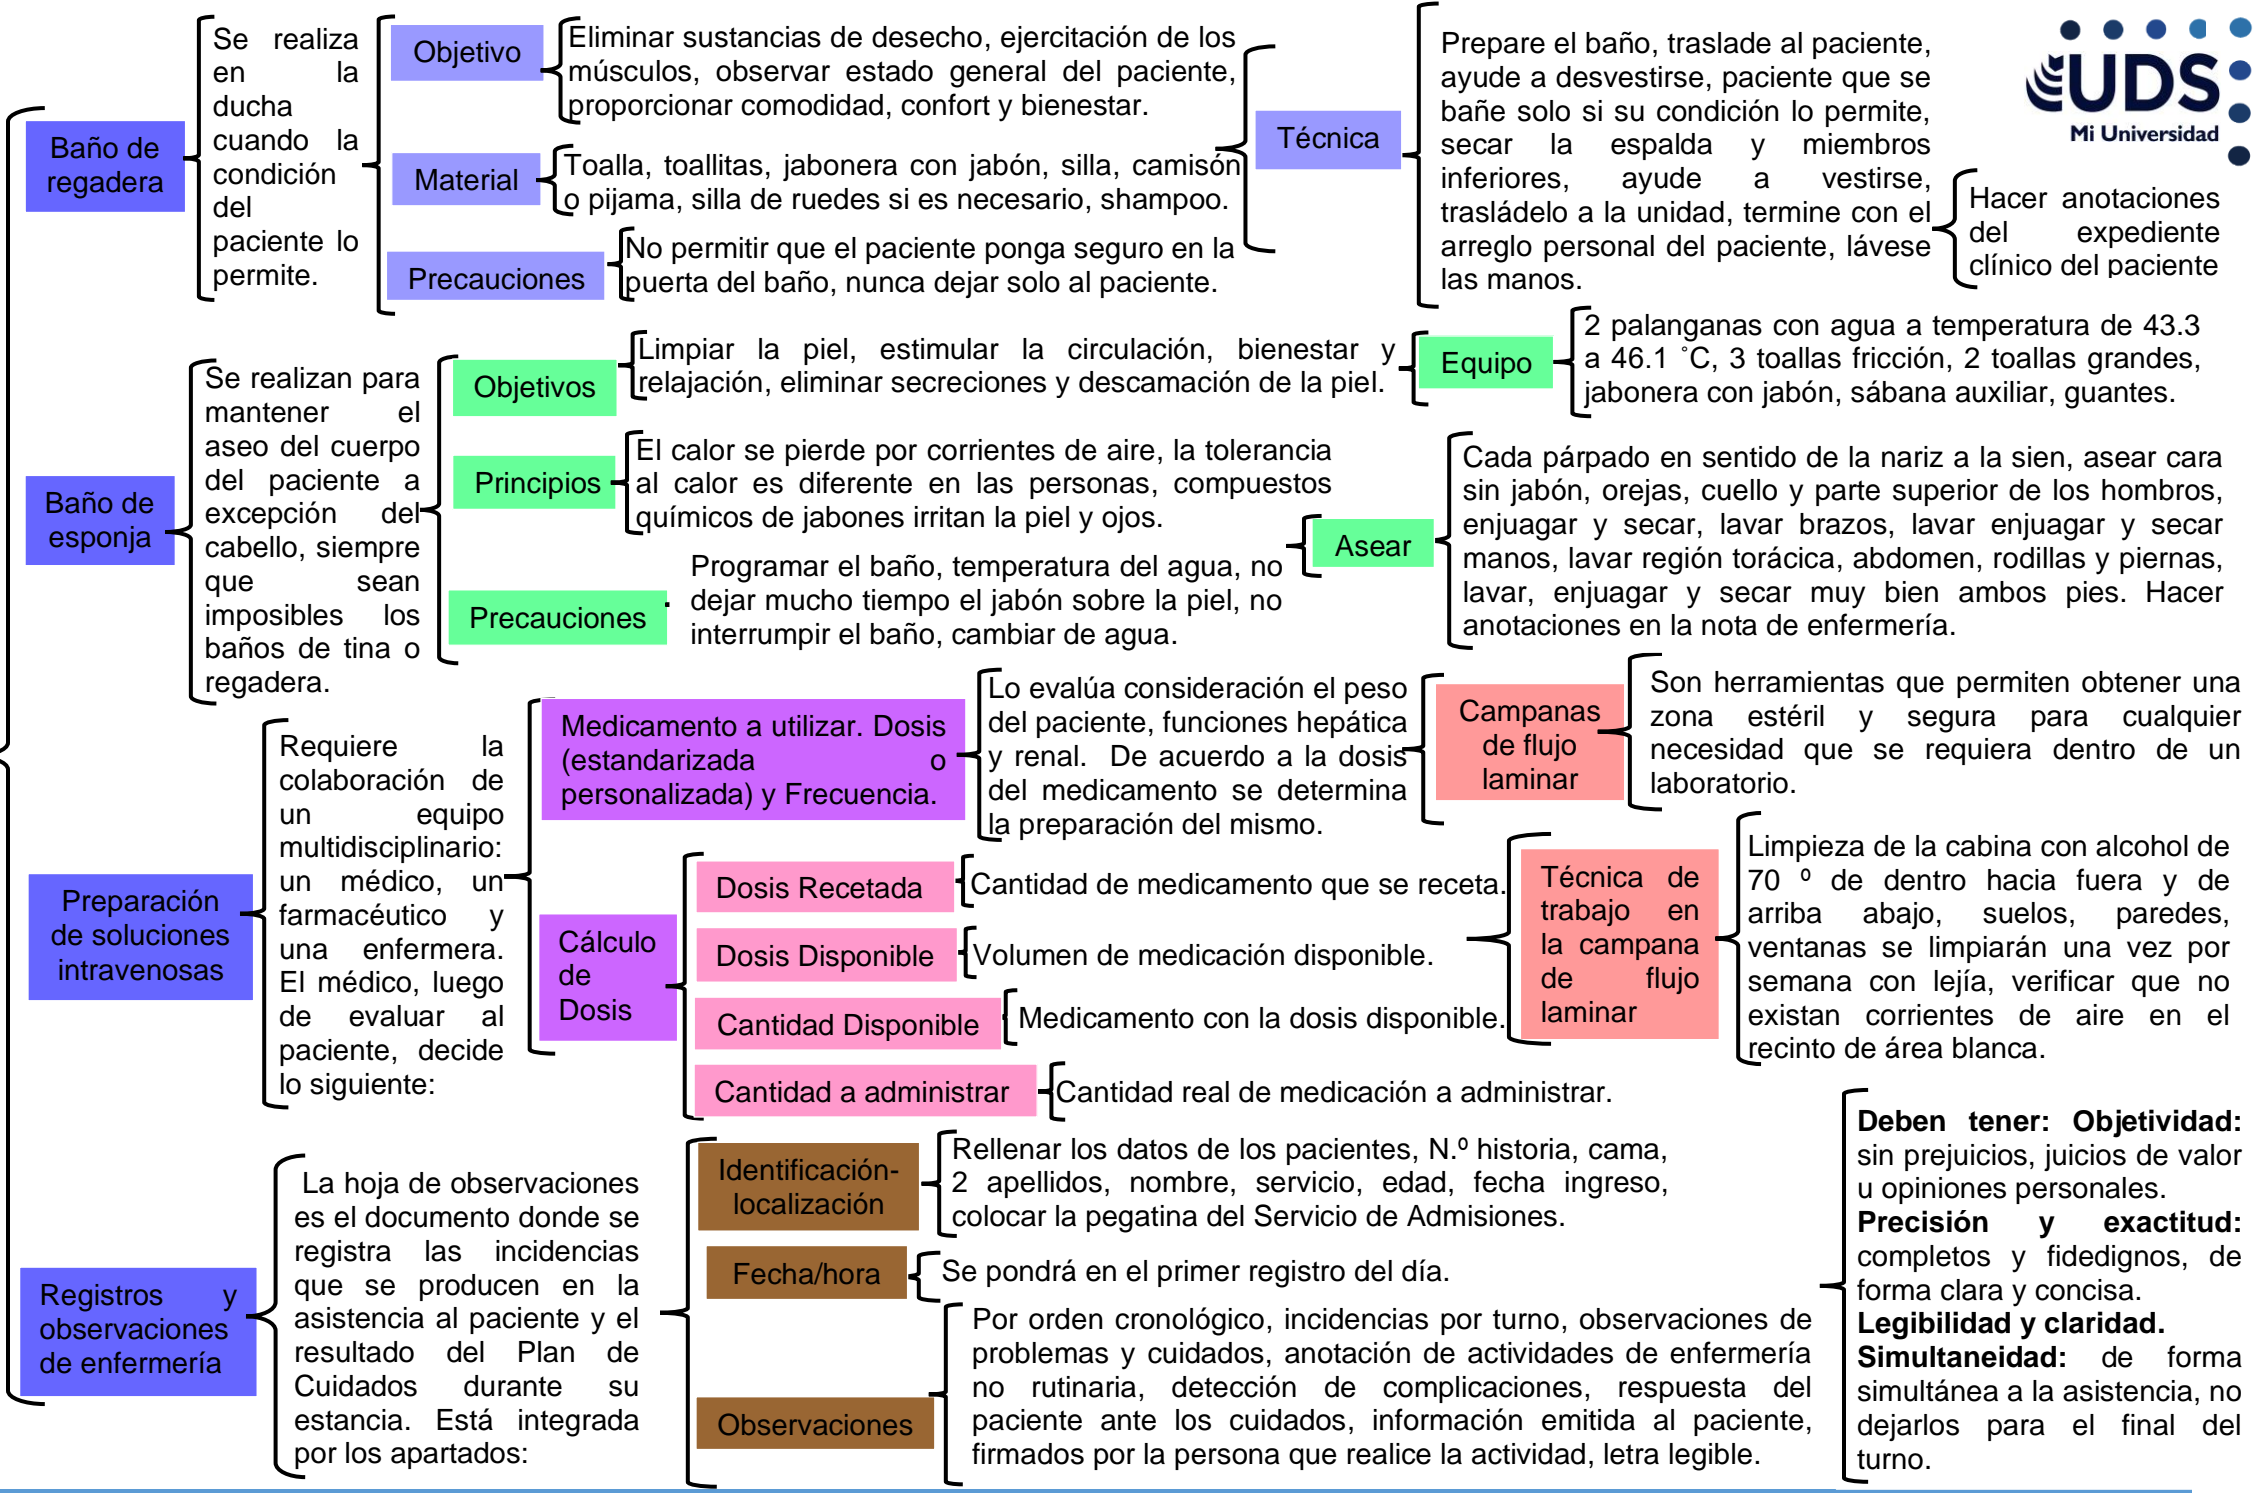 Baño de
regadera
Se realiza
en la
ducha
cuando la
condición
del
paciente lo
permite.
Objetivo
Eliminar sustancias de desecho, ejercitación de los
músculos, observar estado general del paciente,
proporcionar comodidad, confort y bienestar.
Material
Toalla, toallitas, jabonera con jabón, silla, camisón
o pijama, silla de ruedes si es necesario, shampoo.
Precauciones
No permitir que el paciente ponga seguro en la
puerta del baño, nunca dejar solo al paciente.
Técnica
Prepare el baño, traslade al paciente,
ayude a desvestirse, paciente que se
bañe solo si su condición lo permite,
secar la espalda y miembros
inferiores, ayude a vestirse,
trasládelo a la unidad, termine con el
arreglo personal del paciente, lávese
las manos.
UDS
Mi Universidad
Hacer anotaciones
del expediente
clínico del paciente
Baño de
esponja
Se realizan para
mantener el
aseo del cuerpo
del paciente a
excepción del
cabello, siempre
que sean
imposibles los
baños de tina o
regadera.
Objetivos
Limpiar la piel, estimular la circulación, bienestar y
relajación, eliminar secreciones y descamación de la piel.
Equipo
2 palanganas con agua a temperatura de 43.3
a 46.1 ˚C, 3 toallas fricción, 2 toallas grandes,
jabonera con jabón, sábana auxiliar, guantes.
Principios
El calor se pierde por corrientes de aire, la tolerancia
al calor es diferente en las personas, compuestos
químicos de jabones irritan la piel y ojos.
Precauciones
Programar el baño, temperatura del agua, no
dejar mucho tiempo el jabón sobre la piel, no
interrumpir el baño, cambiar de agua.
Asear
Cada párpado en sentido de la nariz a la sien, asear cara
sin jabón, orejas, cuello y parte superior de los hombros,
enjuagar y secar, lavar brazos, lavar enjuagar y secar
manos, lavar región torácica, abdomen, rodillas y piernas,
lavar, enjuagar y secar muy bien ambos pies. Hacer
anotaciones en la nota de enfermería.
Preparación
de soluciones
intravenosas
Requiere la
colaboración de
un equipo
multidisciplinario:
un médico, un
farmacéutico y
una enfermera.
El médico, luego
de evaluar al
paciente, decide
lo siguiente:
Medicamento a utilizar. Dosis
(estandarizada o
personalizada) y Frecuencia.
Lo evalúa consideración el peso
del paciente, funciones hepática
y renal. De acuerdo a la dosis
del medicamento se determina
la preparación del mismo.
Campanas
de flujo
laminar
Son herramientas que permiten obtener una
zona estéril y segura para cualquier
necesidad que se requiera dentro de un
laboratorio.
Cálculo
de
Dosis
Dosis Recetada
Cantidad de medicamento que se receta.
Dosis Disponible
Volumen de medicación disponible.
Cantidad Disponible
Medicamento con la dosis disponible.
Cantidad a administrar
Cantidad real de medicación a administrar.
Técnica de
trabajo en
la campana
de flujo
laminar
Limpieza de la cabina con alcohol de
70 º de dentro hacia fuera y de
arriba abajo, suelos, paredes,
ventanas se limpiarán una vez por
semana con lejía, verificar que no
existan corrientes de aire en el
recinto de área blanca.
Registros y
observaciones
de enfermería
La hoja de observaciones
es el documento donde se
registra las incidencias
que se producen en la
asistencia al paciente y el
resultado del Plan de
Cuidados durante su
estancia. Está integrada
por los apartados:
Identificación-
localización
Rellenar los datos de los pacientes, N.º historia, cama,
2 apellidos, nombre, servicio, edad, fecha ingreso,
colocar la pegatina del Servicio de Admisiones.
Fecha/hora
Se pondrá en el primer registro del día.
Observaciones
Por orden cronológico, incidencias por turno, observaciones de
problemas y cuidados, anotación de actividades de enfermería
no rutinaria, detección de complicaciones, respuesta del
paciente ante los cuidados, información emitida al paciente,
firmados por la persona que realice la actividad, letra legible.
Deben tener: Objetividad:
sin prejuicios, juicios de valor
u opiniones personales.
Precisión y exactitud:
completos y fidedignos, de
forma clara y concisa.
Legibilidad y claridad.
Simultaneidad: de forma
simultánea a la asistencia, no
dejarlos para el final del
turno.